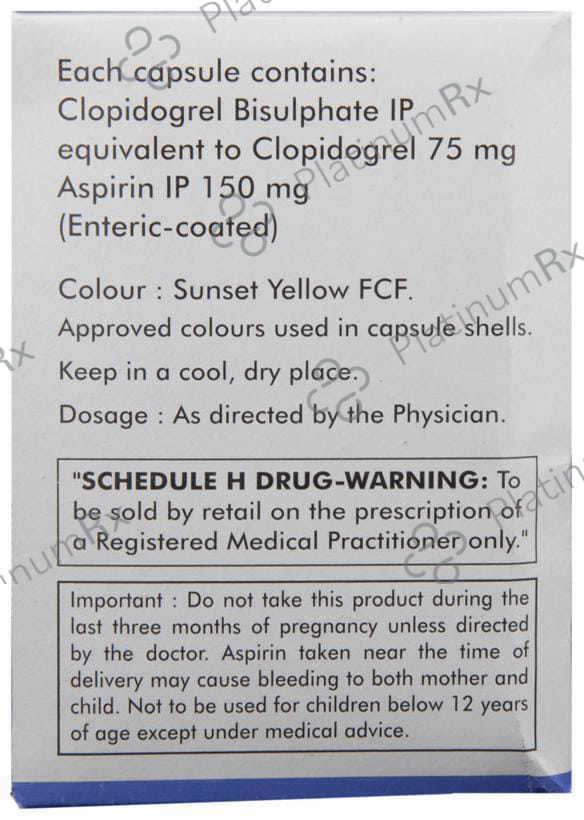 Each capsule contains:
Clopidogrel Bisulphate IP
equivalent to Clopidogrel 75 mg
Aspirin IP 150 mg
(Enteric-coated)
Colour : Sunset Yellow FCF.
Approved colours used in capsule shells.
Keep in a cool, dry place.
Dosage : As directed by the Physician.
"SCHEDULE H DRUG-WARNING: To
be sold by retail on the prescription of
a Registered Medical Practitioner only."
Important : Do not take this product during the
last three months of pregnancy unless directed
by the doctor. Aspirin taken near the time of
delivery may cause bleeding to both mother and
child. Not to be used for children below 12 years
of age except under medical advice.
PlatinumRx
PlatinumRx